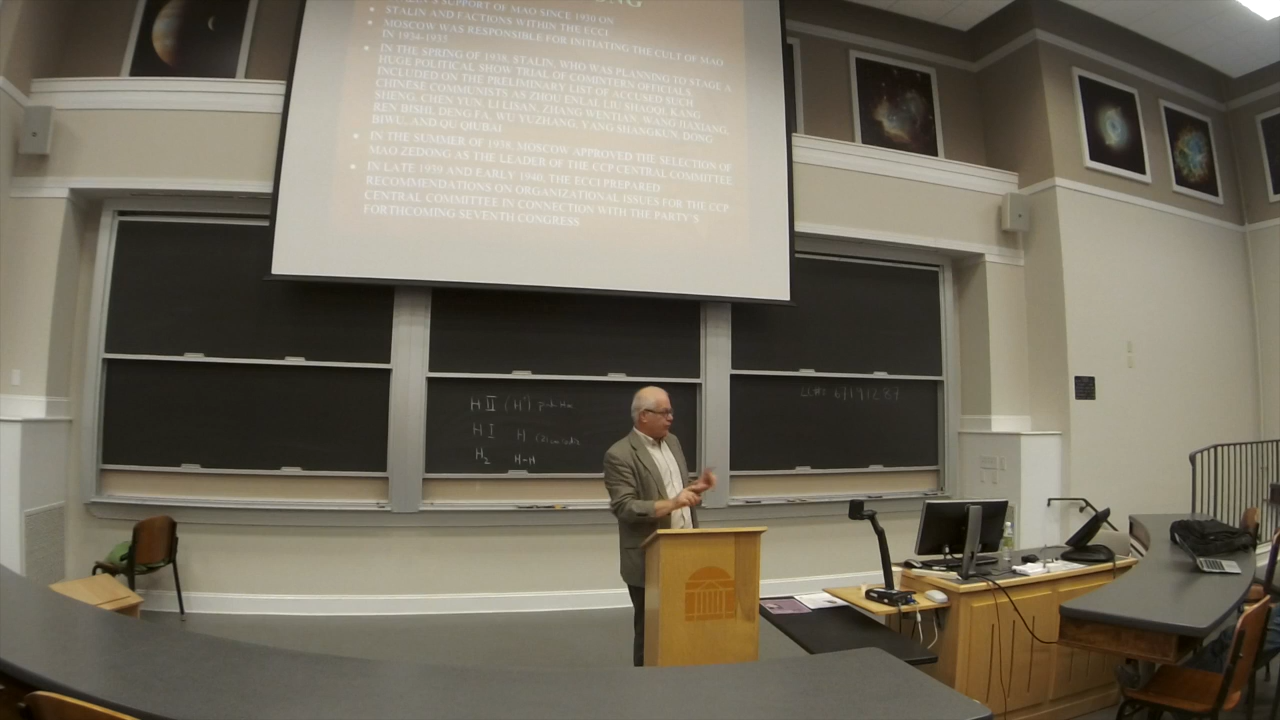 SUPPORT OF MAO SINCE 1930 ON
• STALIN AND FACTIONS WITHIN THE ECCI
• MOSCOW WAS RESPONSIBLE FOR INITIATING THE CULT OF MAO
IN 1934-1935
• IN THE SPRING OF 1938, STALIN, WHO WAS PLANNING TO STAGE A
HUGE POLITICAL SHOW TRIAL OF COMINTERN OFFICIALS,
INCLUDED ON THE PRELIMINARY LIST OF ACCUSED SUCH
CHINESE COMMUNISTS AS ZHOU ENLAI, LIU SHAOQI, KANG
SHENG, CHEN YUN, LI LISAN, ZHANG WENTIAN, WANG JIAXIANG,
REN BISHI, DENG FA, WU YUZHANG, YANG SHANGKUN, DONG
BIWU, AND QU QIUBAI
• IN THE SUMMER OF 1938, MOSCOW APPROVED THE SELECTION OF
MAO ZEDONG AS THE LEADER OF THE CCP CENTRAL COMMITTEE
• IN LATE 1939 AND EARLY 1940, THE ECCI PREPARED
RECOMMENDATIONS ON ORGANIZATIONAL ISSUES FOR THE CCP
CENTRAL COMMITTEE IN CONNECTION WITH THE PARTY'S
FORTHCOMING SEVENTH CONGRESS
H II (H⁺)
H I H
H₂ H-H